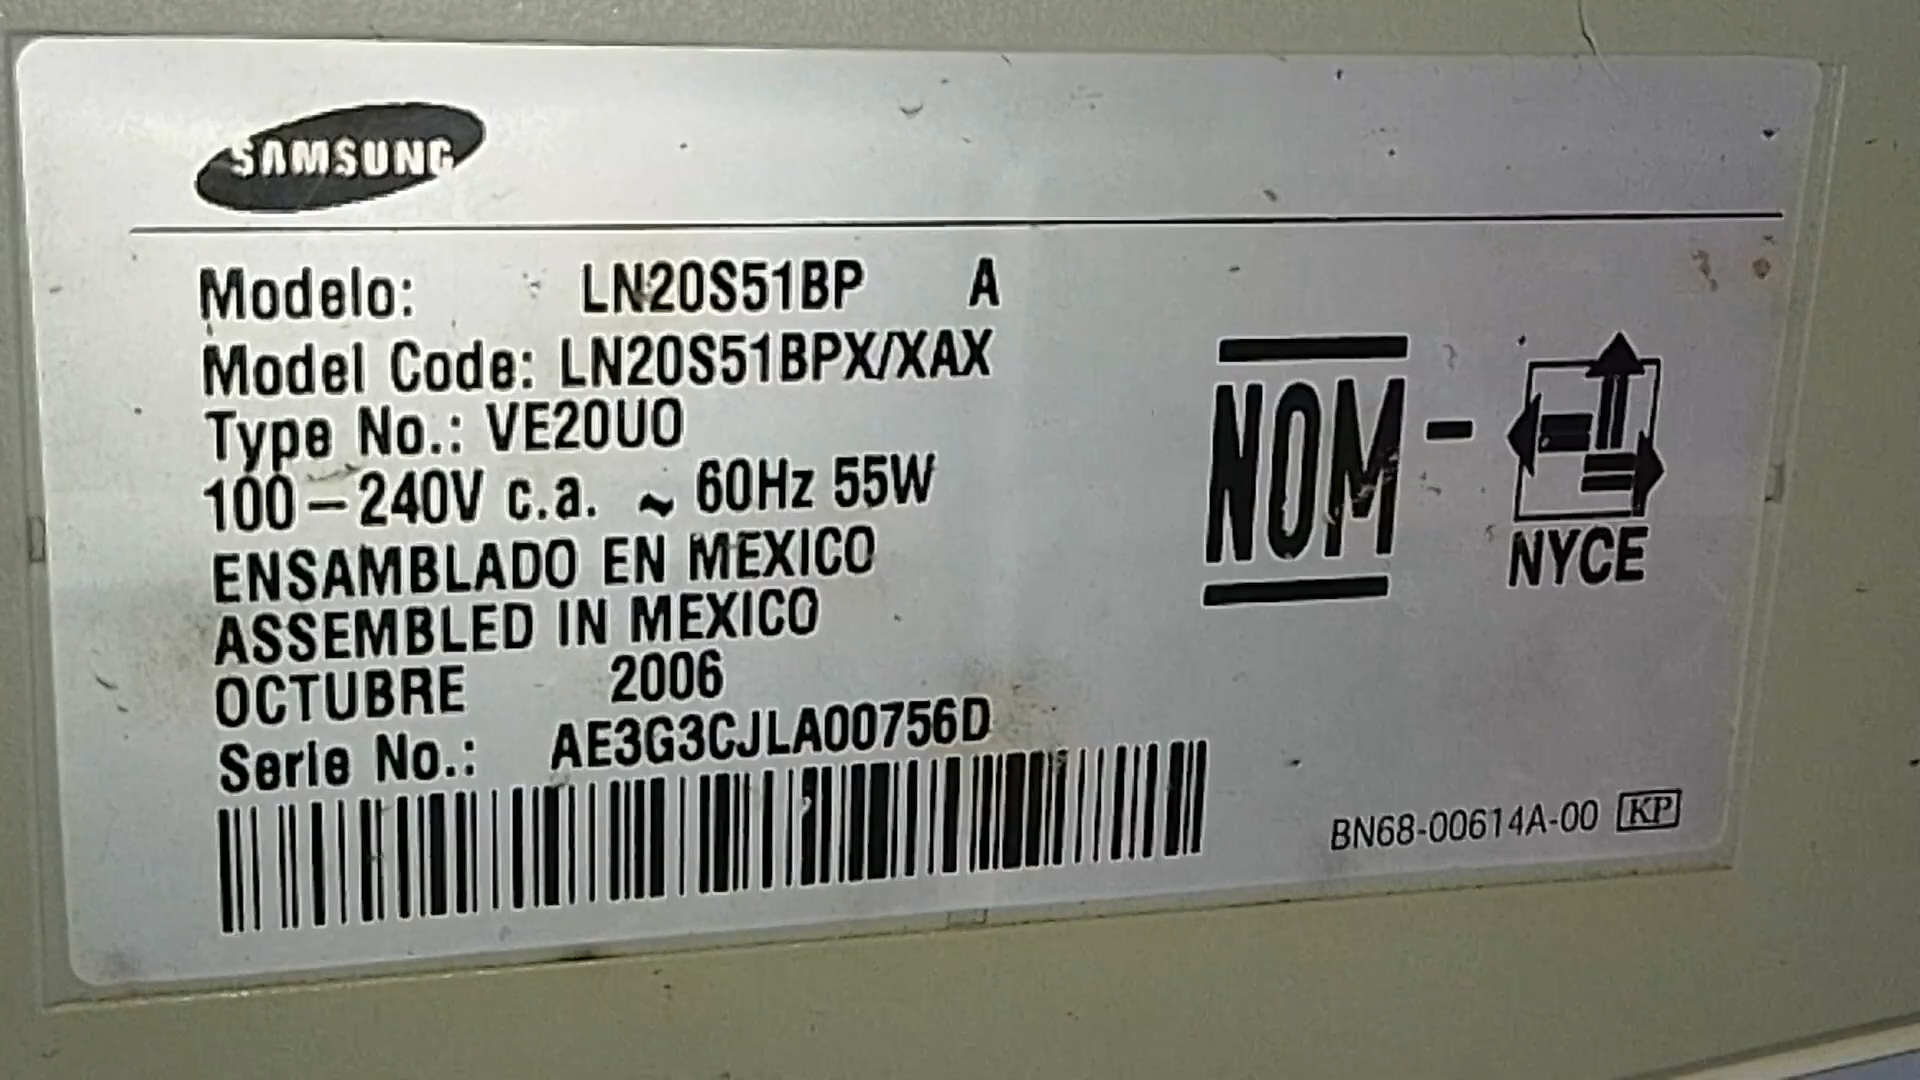 SAMSUNG
Modelo: LN20S51BP A
Model Code: LN20S51BPX/XAX
Type No.: VE20UO
100-240V c.a. ~ 60Hz 55W
ENSAMBLADO EN MEXICO
ASSEMBLED IN MEXICO
OCTUBRE 2006
Serie No.: AE3G3CJLA00756D
NOM - NYCE
BN68-00614A-00 KP